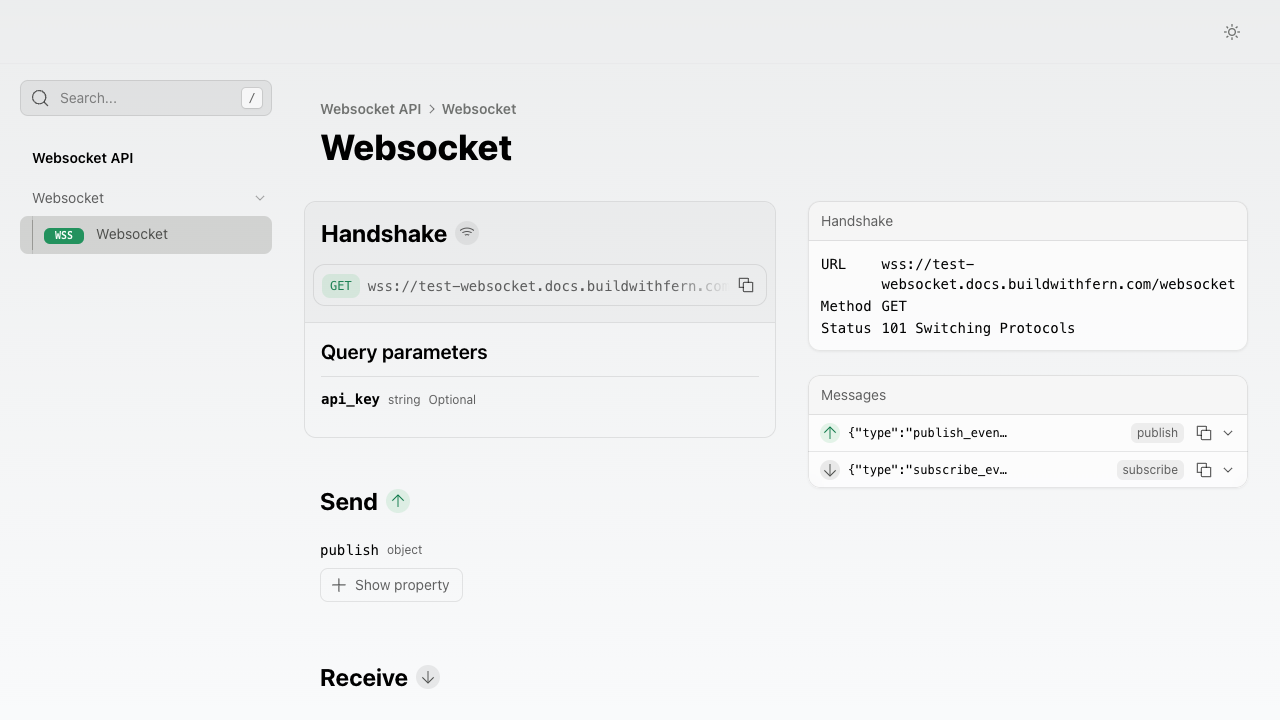 Search...
/
Websocket API
Websocket
WSS Websocket
Websocket API > Websocket
Websocket
Handshake
GET wss://test-websocket.docs.buildwithfern.com
Query parameters
api_key string Optional
Send
publish object
Show property
Receive
Handshake
URL wss://test-
websocket.docs.buildwithfern.com/websocket
Method GET
Status 101 Switching Protocols
Messages
{"type":"publish_even… publish
{"type":"subscribe_ev… subscribe